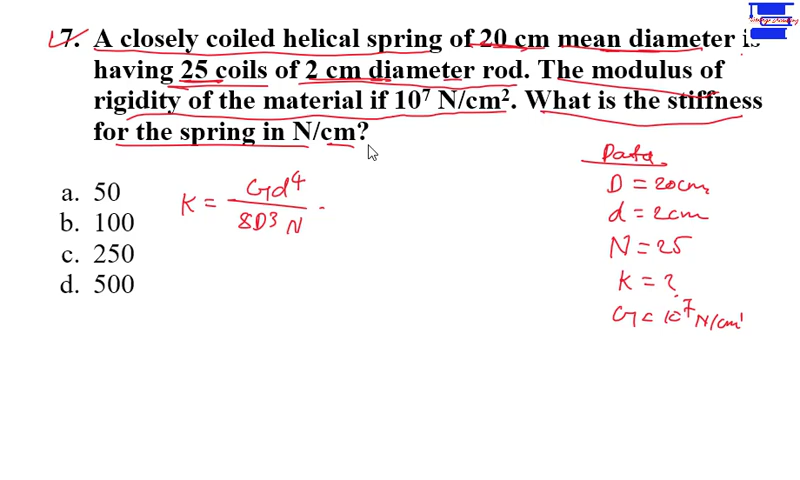 17. A closely coiled helical spring of 20 cm mean diameter is
having 25 coils of 2 cm diameter rod. The modulus of
rigidity of the material if 10⁷ N/cm². What is the stiffness
for the spring in N/cm?
a. 50
b. 100
c. 250
d. 500
K = Gd⁴ / 8D³N
Data
D = 20cm
d = 2cm
N = 25
K = ?
G = 10⁷ N/cm²